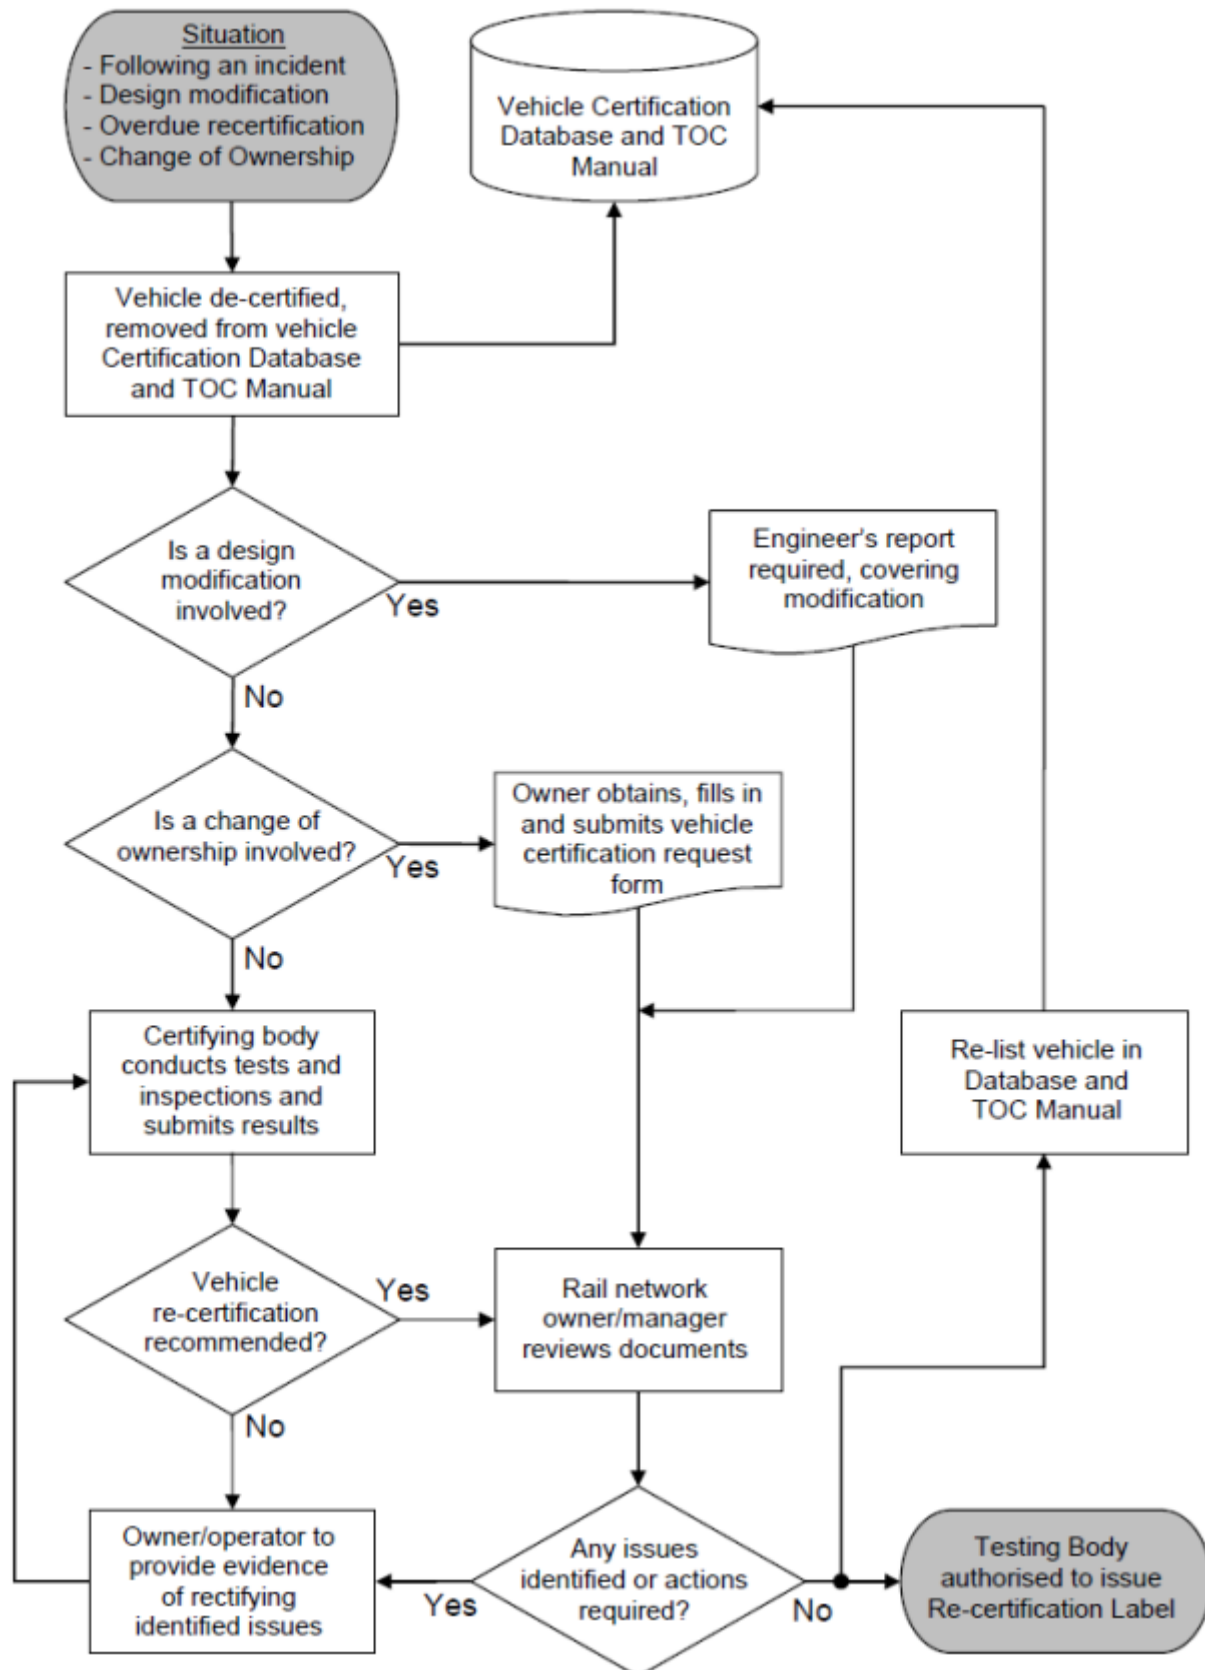 Situation
- Following an incident
- Design modification
- Overdue recertification
- Change of Ownership
Vehicle Certification
Database and TOC
Manual
Vehicle de-certified,
removed from vehicle
Certification Database
and TOC Manual
Is a design
modification
involved?
Yes
No
Engineer's report
required, covering
modification
Is a change of
ownership involved?
Yes
No
Owner obtains, fills in
and submits vehicle
certification request
form
Certifying body
conducts tests and
inspections and
submits results
Re-list vehicle in
Database and
TOC Manual
Vehicle
re-certification
recommended?
Yes
No
Rail network
owner/manager
reviews documents
Owner/operator to
provide evidence
of rectifying
identified issues
Any issues
identified or actions
required?
Yes
No
Testing Body
authorised to issue
Re-certification Label